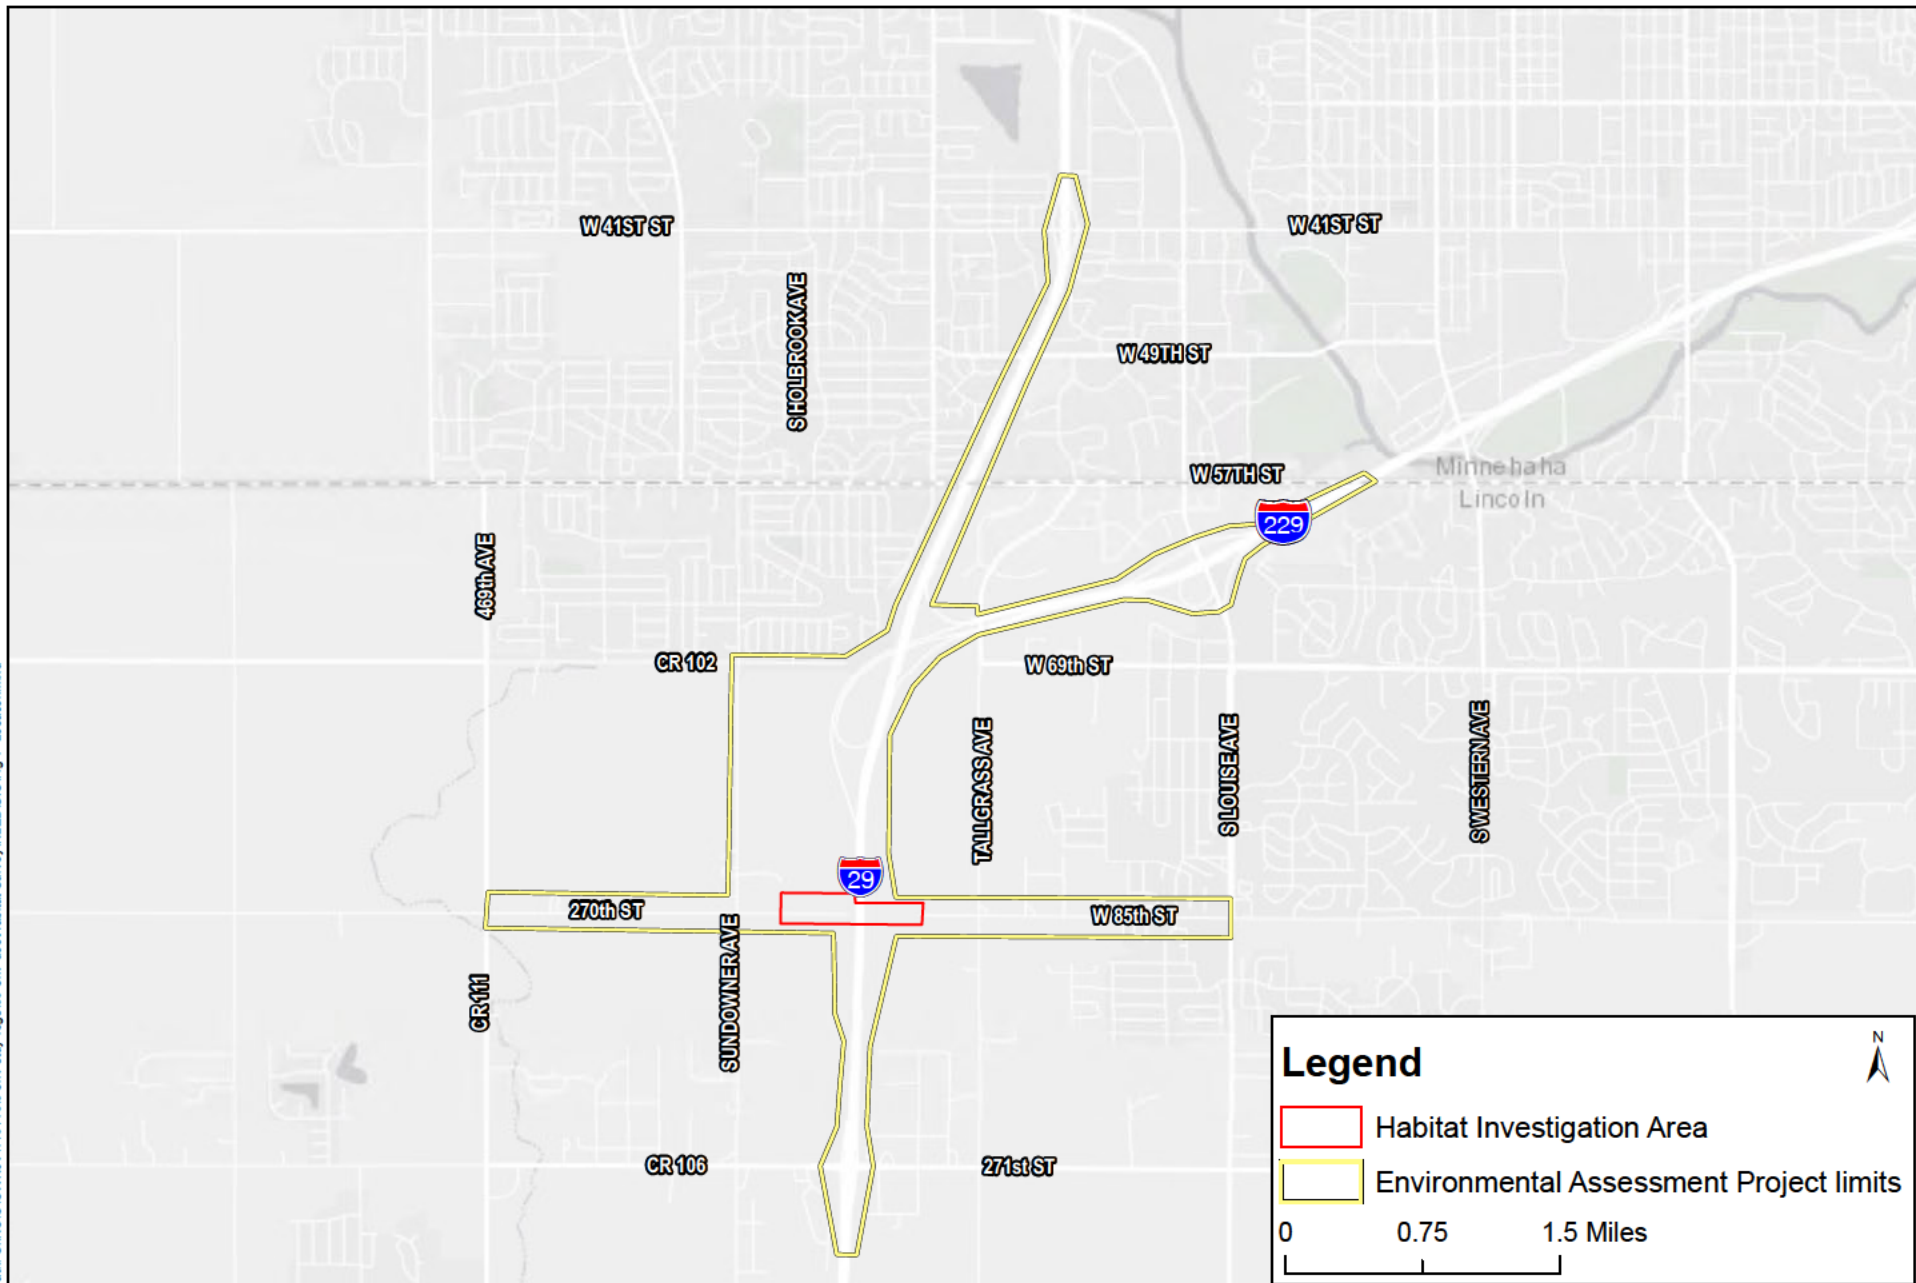 W 41ST ST
W 41ST ST
S HOLBROOK AVE
W 49TH ST
W 57TH ST
Minnehaha
Lincoln
229
469th AVE
CR 102
W 69th ST
TALLGRASS AVE
S LOUISE AVE
S WESTERN AVE
29
270th ST
W 85th ST
SUNDOWNER AVE
CR 111
CR 106
271st ST
Legend
N
Habitat Investigation Area
Environmental Assessment Project limits
0 0.75 1.5 Miles